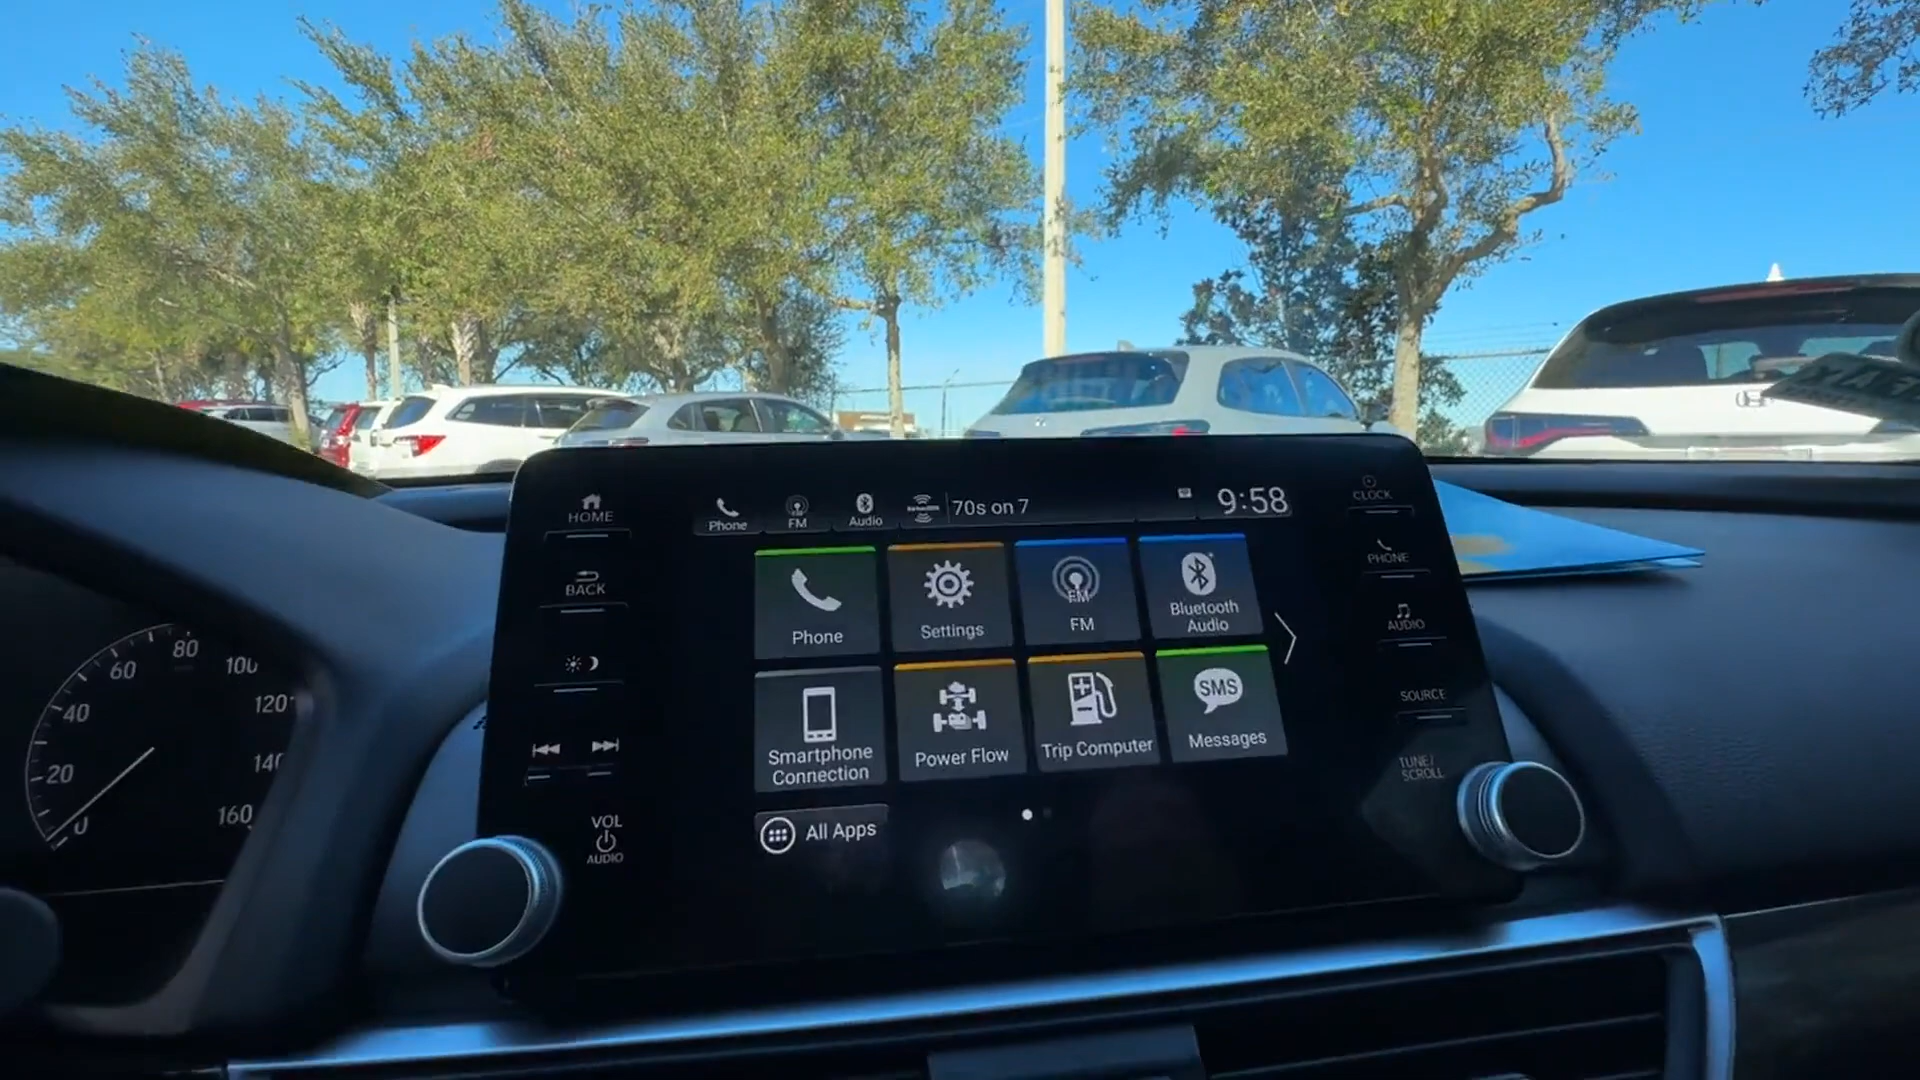 HOME
BACK
VOL
AUDIO
Phone
FM
Audio
70s on 7
9:58
Phone
Settings
FM
FM
Bluetooth
Audio
Smartphone
Connection
Power Flow
Trip Computer
SMS
Messages
All Apps
CLOCK
PHONE
AUDIO
SOURCE
TUNE/
SCROLL
0
20
40
60
80
100
120
140
160